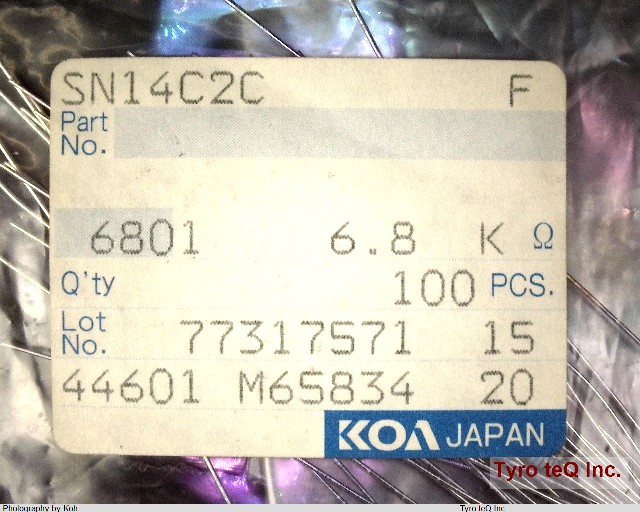 SN14C2C F
Part No.
6801 6.8 K Ω
Q'ty 100 PCS.
Lot No. 77317571 15
44601 M6S834 20
KOA JAPAN
Tyro teQ Inc.
Photography by Koh Tyro teQ Inc.